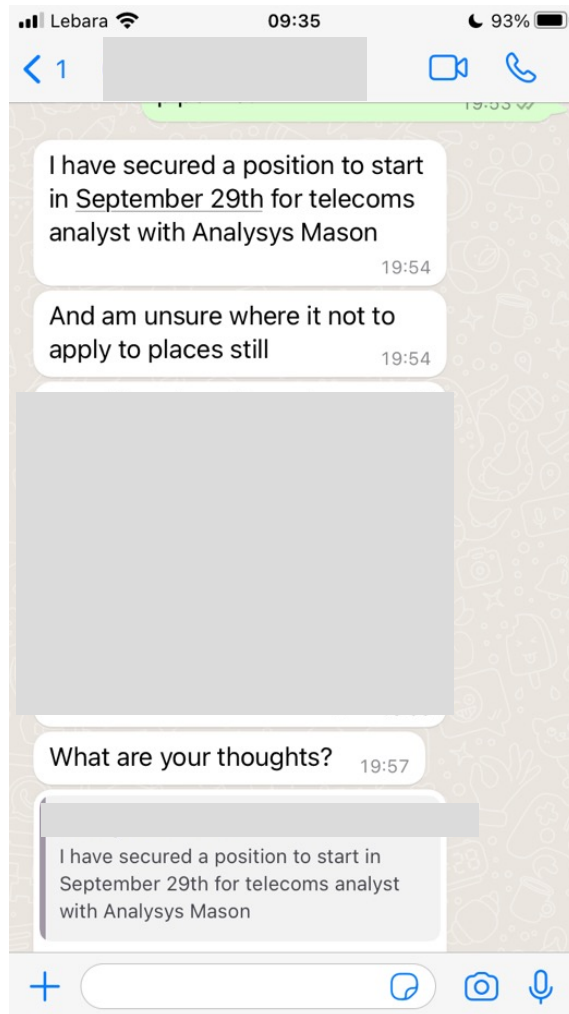 Lebara 09:35 93%
1
19:53
I have secured a position to start
in September 29th for telecoms
analyst with Analysys Mason
19:54
And am unsure where it not to
apply to places still
19:54
What are your thoughts?
19:57
I have secured a position to start in
September 29th for telecoms analyst
with Analysys Mason